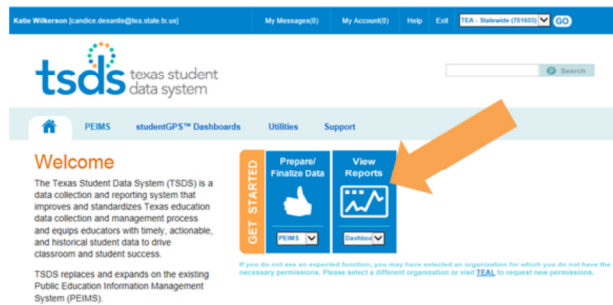 Katie Wilkerson [candice.desantis@tea.state.tx.us] My Messages(0) My Account(0) Help Exit TEA - Statewide (701603) GO
tsds texas student
data system
Search
PEIMS studentGPS™ Dashboards Utilities Support
Welcome
The Texas Student Data System (TSDS) is a
data collection and reporting system that
improves and standardizes Texas education
data collection and management process
and equips educators with timely, actionable,
and historical student data to drive
classroom and student success.
TSDS replaces and expands on the existing
Public Education Information Management
System (PEIMS).
GET STARTED
Prepare/
Finalize Data
PEIMS
View
Reports
Dashboa
If you do not see an expected function, you may have selected an organization for which you do not have the
necessary permissions. Please select a different organization or visit TEAL to request new permissions.